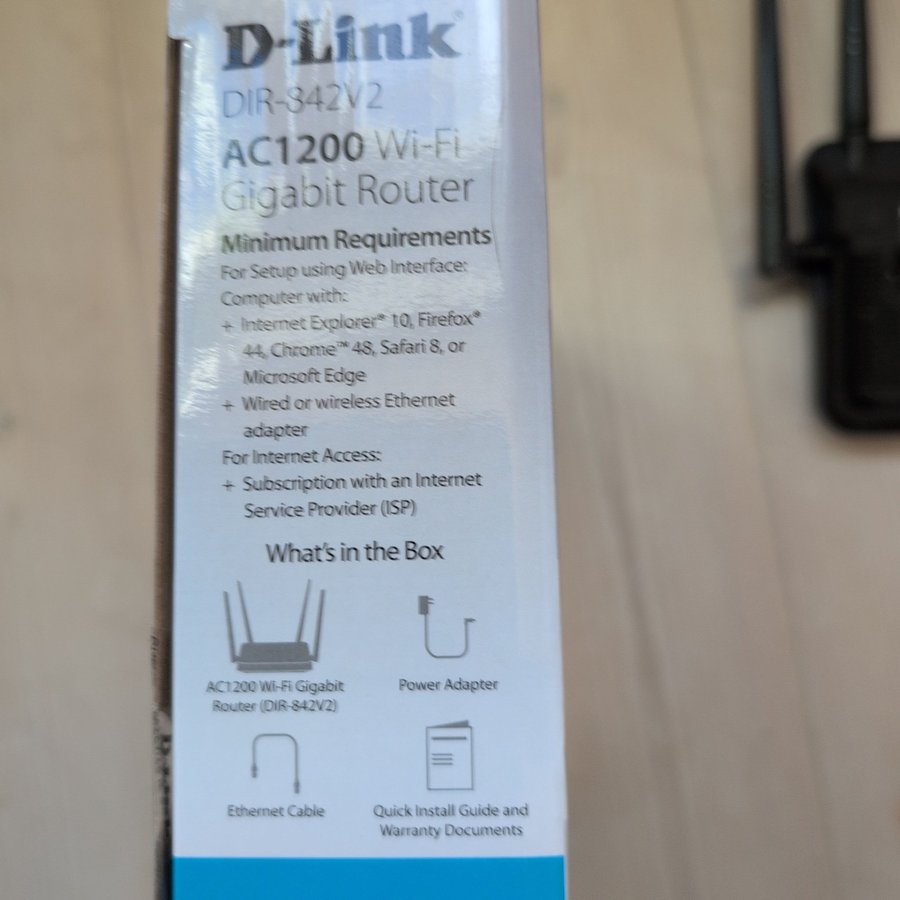 D-Link®
DIR-842V2
AC1200 Wi-Fi
Gigabit Router
Minimum Requirements
For Setup using Web Interface:
Computer with:
+ Internet Explorer® 10, Firefox®
44, Chrome™ 48, Safari 8, or
Microsoft Edge
+ Wired or wireless Ethernet
adapter
For Internet Access:
+ Subscription with an Internet
Service Provider (ISP)
What's in the Box
AC1200 Wi-Fi Gigabit
Router (DIR-842V2)
Power Adapter
Ethernet Cable
Quick Install Guide and
Warranty Documents